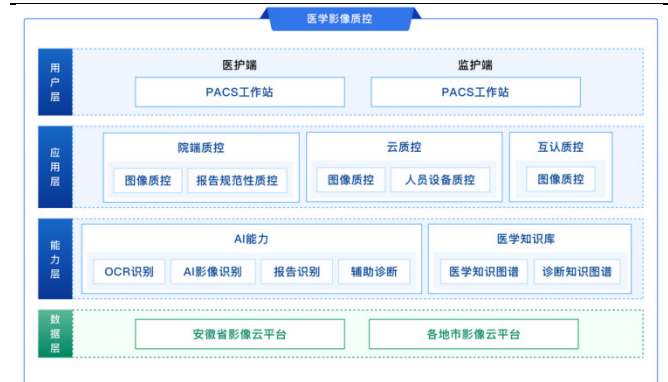 医学影像质控
用户层
医护端 监护端
PACS工作站 PACS工作站
应用层
院端质控 云质控 互认质控
图像质控 报告规范性质控 图像质控 人员设备质控 图像质控
能力层
AI能力 医学知识库
OCR识别 AI影像识别 报告识别 辅助诊断 医学知识图谱 诊断知识图谱
数据层
安徽省影像云平台 各地市影像云平台